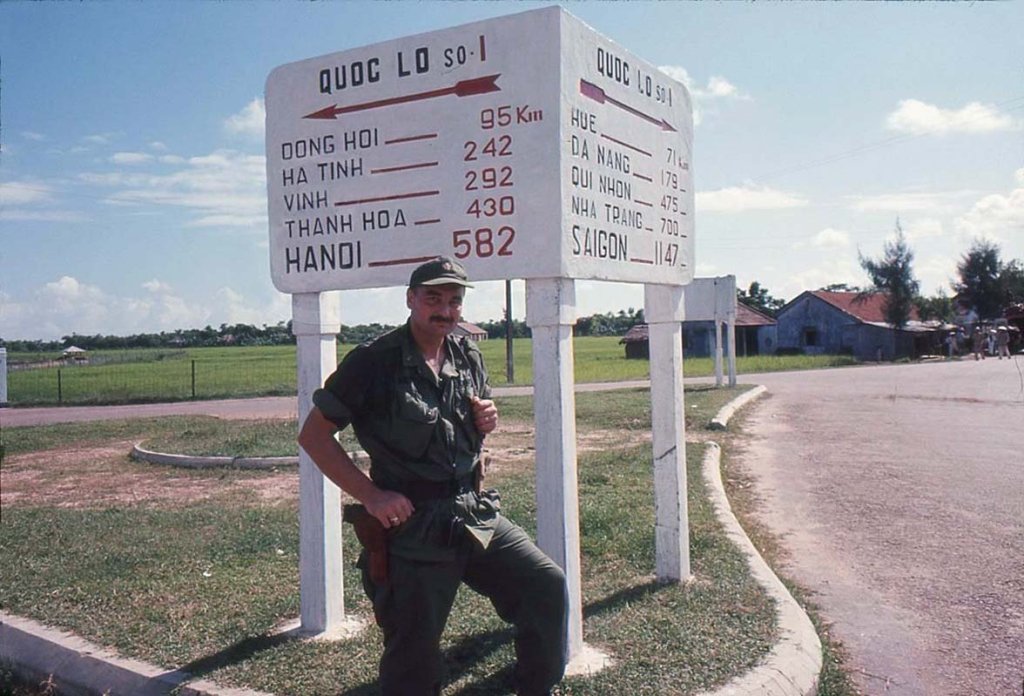 QUOC LO SO·1
DONG HOI 95 Km
HA TINH 242
VINH 292
THANH HOA 430
HANOI 582
QUOC LO SO 1
HUE 71 Km
DA NANG 179
QUI NHON 475
NHA TRANG 700
SAIGON 1147